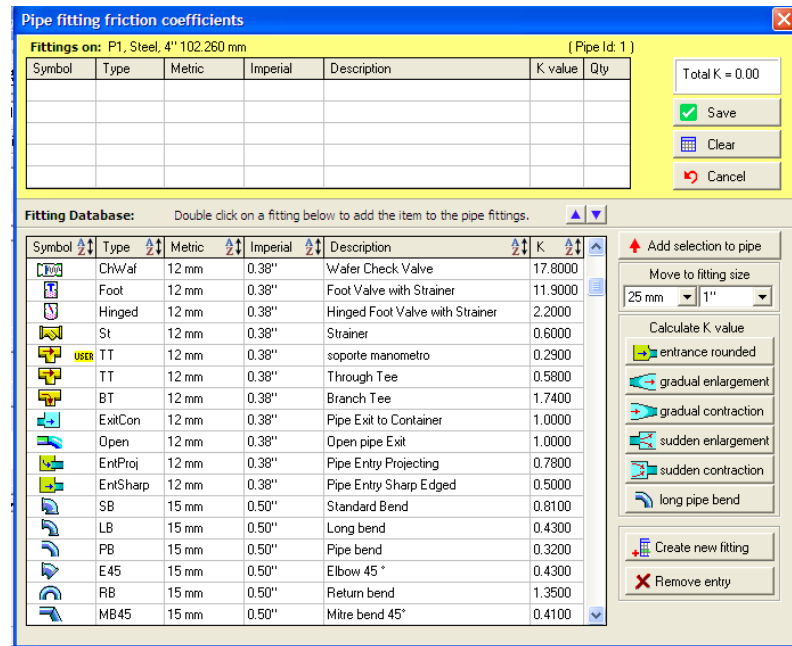 Pipe fitting friction coefficients
Fittings on: P1, Steel, 4'' 102.260 mm (Pipe Id: 1)
Symbol Type Metric Imperial Description K value Qty
Total K = 0.00
Save
Clear
Cancel
Fitting Database: Double click on a fitting below to add the item to the pipe fittings.
Symbol Type Metric Imperial Description K
ChWaf 12 mm 0.38'' Wafer Check Valve 17.8000
Foot 12 mm 0.38'' Foot Valve with Strainer 11.9000
Hinged 12 mm 0.38'' Hinged Foot Valve with Strainer 2.2000
St 12 mm 0.38'' Strainer 0.6000
USER TT 12 mm 0.38'' soporte manometro 0.2900
TT 12 mm 0.38'' Through Tee 0.5800
BT 12 mm 0.38'' Branch Tee 1.7400
ExitCon 12 mm 0.38'' Pipe Exit to Container 1.0000
Open 12 mm 0.38'' Open pipe Exit 1.0000
EntProj 12 mm 0.38'' Pipe Entry Projecting 0.7800
EntSharp 12 mm 0.38'' Pipe Entry Sharp Edged 0.5000
SB 15 mm 0.50'' Standard Bend 0.8100
LB 15 mm 0.50'' Long bend 0.4300
PB 15 mm 0.50'' Pipe bend 0.3200
E45 15 mm 0.50'' Elbow 45 ° 0.4300
RB 15 mm 0.50'' Return bend 1.3500
MB45 15 mm 0.50'' Mitre bend 45° 0.4100
Add selection to pipe
Move to fitting size
25 mm 1''
Calculate K value
entrance rounded
gradual enlargement
gradual contraction
sudden enlargement
sudden contraction
long pipe bend
Create new fitting
Remove entry